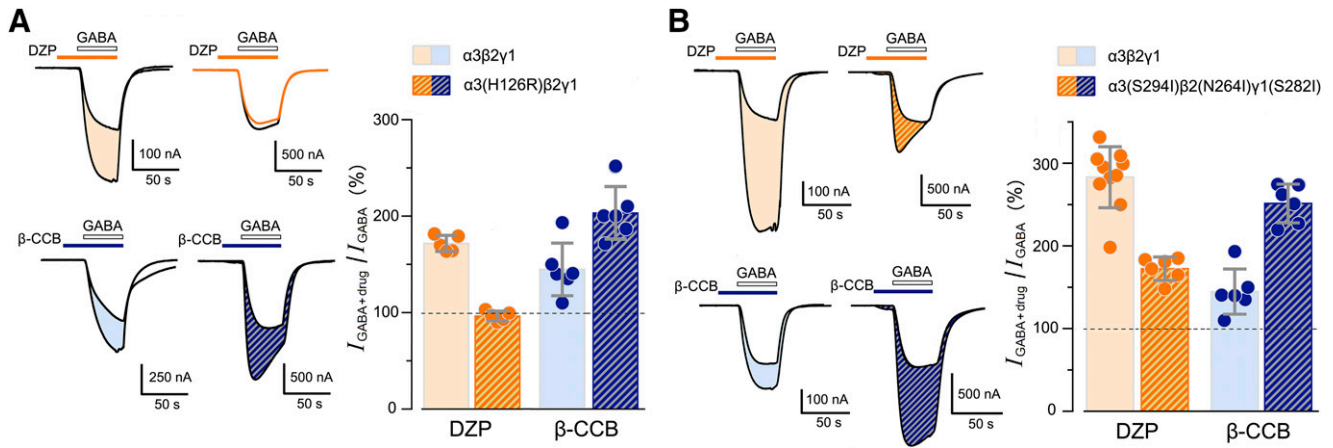 A
GABA
DZP
100 nA
50 s
GABA
DZP
500 nA
50 s
GABA
β-CCB
250 nA
50 s
GABA
β-CCB
500 nA
50 s
α3β2γ1
α3(H126R)β2γ1
I GABA+drug / I GABA (%)
300
200
100
0
DZP
β-CCB
B
GABA
DZP
100 nA
50 s
GABA
DZP
500 nA
50 s
GABA
β-CCB
100 nA
50 s
GABA
β-CCB
500 nA
50 s
α3β2γ1
α3(S294I)β2(N264I)γ1(S282I)
I GABA+drug / I GABA (%)
300
200
100
0
DZP
β-CCB